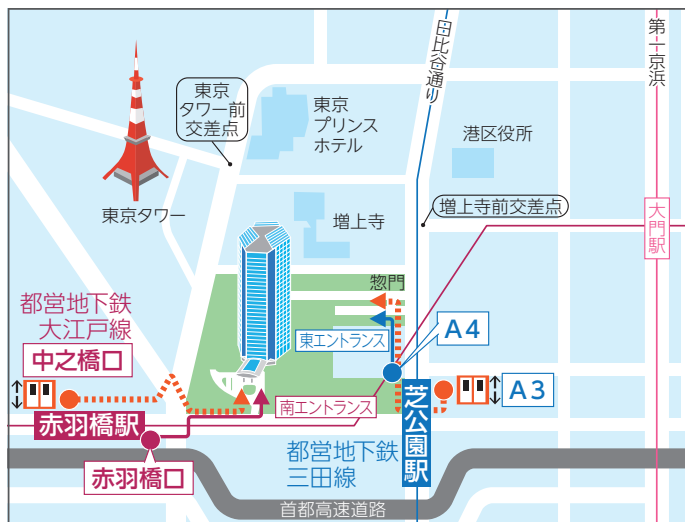 東京
タワー前
交差点
日比谷通り
第一京浜
東京
プリンス
ホテル
港区役所
東京タワー
増上寺
増上寺前交差点
大門駅
惣門
都営地下鉄
大江戸線
中之橋口
東エントランス
A4
南エントランス
芝公園駅
A3
赤羽橋駅
赤羽橋口
都営地下鉄
三田線
首都高速道路